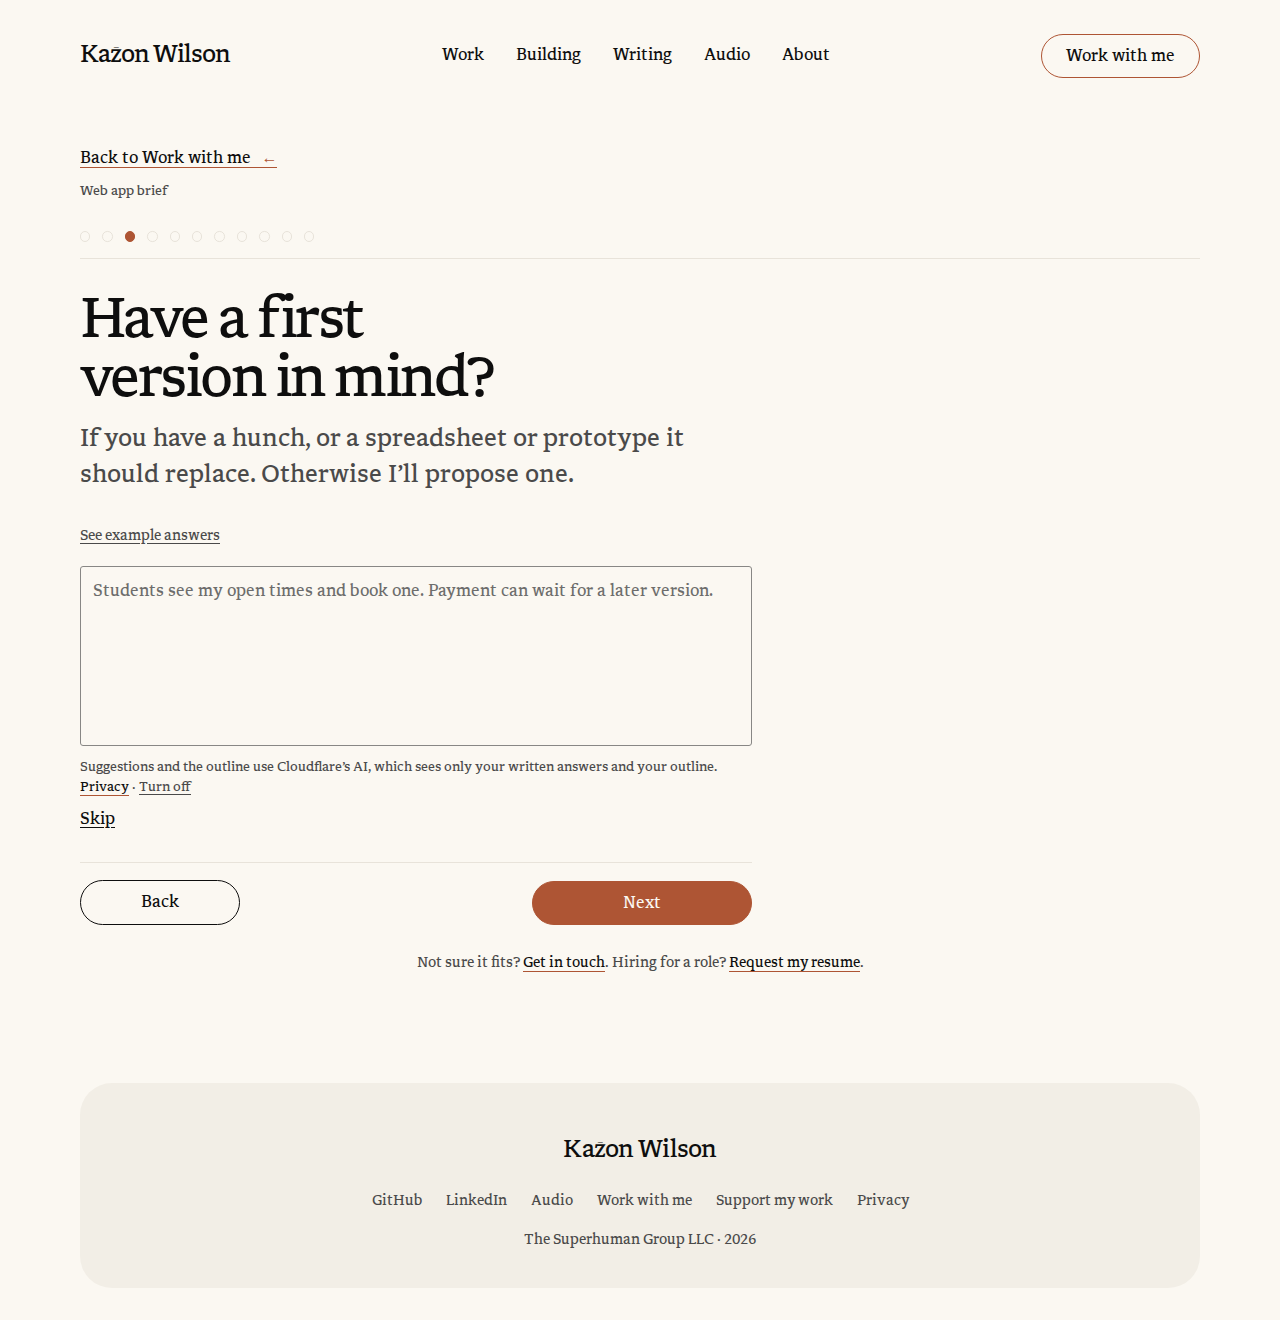 Kazon Wilson
Work
Building
Writing
Audio
About
Work with me
Back to Work with me ←
Web app brief
Have a first
version in mind?
If you have a hunch, or a spreadsheet or prototype it
should replace. Otherwise I’ll propose one.
See example answers
Students see my open times and book one. Payment can wait for a later version.
Suggestions and the outline use Cloudflare’s AI, which sees only your written answers and your outline.
Privacy · Turn off
Skip
Back
Next
Not sure it fits? Get in touch. Hiring for a role? Request my resume.
Kazon Wilson
GitHub
LinkedIn
Audio
Work with me
Support my work
Privacy
The Superhuman Group LLC · 2026